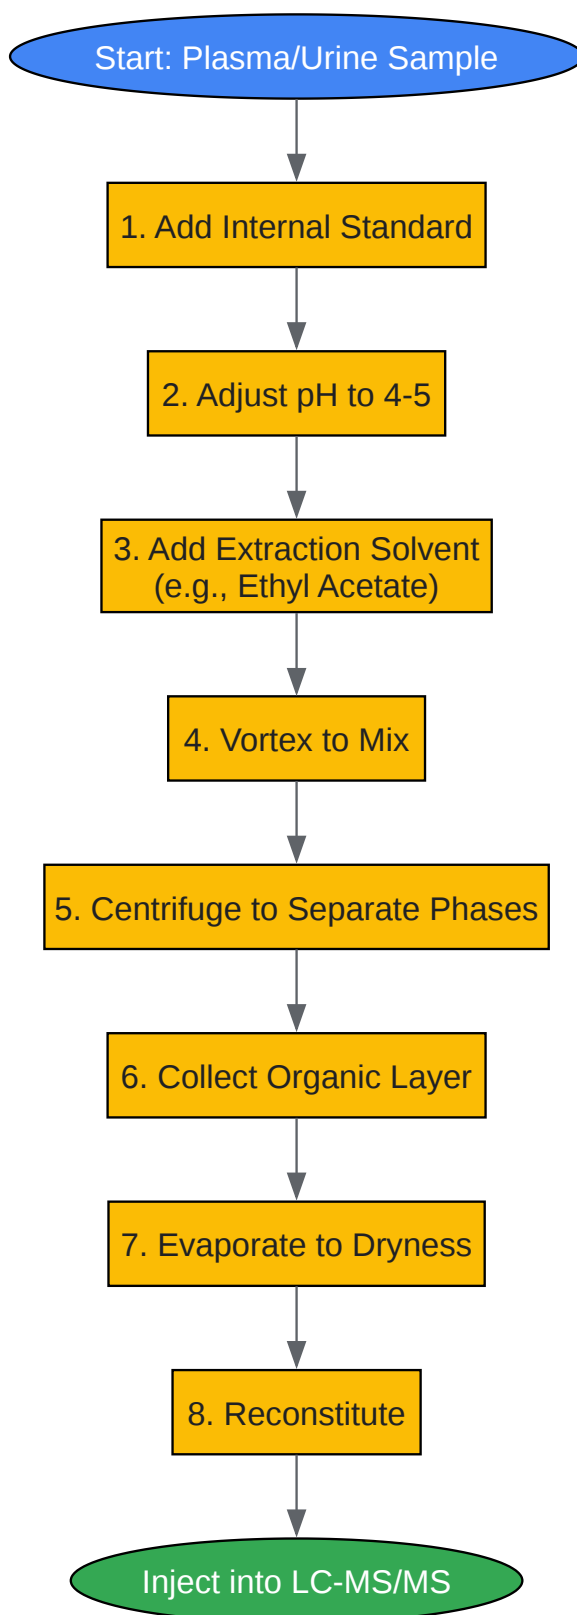 Start: Plasma/Urine Sample
1. Add Internal Standard
2. Adjust pH to 4-5
3. Add Extraction Solvent
(e.g., Ethyl Acetate)
4. Vortex to Mix
5. Centrifuge to Separate Phases
6. Collect Organic Layer
7. Evaporate to Dryness
8. Reconstitute
Inject into LC-MS/MS